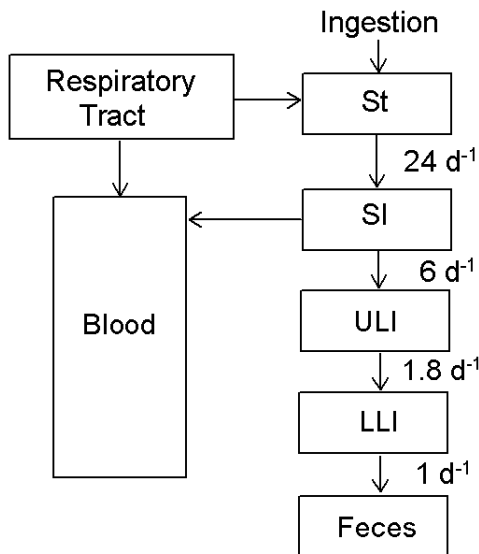 Ingestion
Respiratory
Tract
St
24 d⁻¹
SI
6 d⁻¹
Blood
ULI
1.8 d⁻¹
LLI
1 d⁻¹
Feces